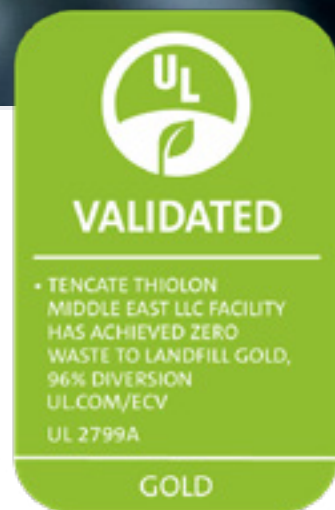 UL
VALIDATED
• TENCATE THIOLON
MIDDLE EAST LLC FACILITY
HAS ACHIEVED ZERO
WASTE TO LANDFILL GOLD,
96% DIVERSION
UL.COM/ECV
UL 2799A
GOLD